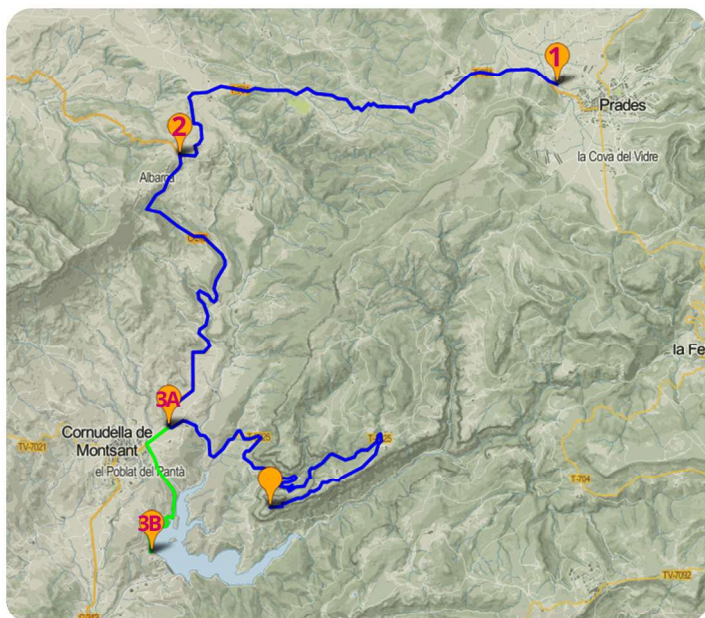 1
Prades
2
la Cova del Vidre
3A
la Fe
Cornudella de
Montsant
TV-7021
el Poblat del Pantà
T-704
3B
TV-7092